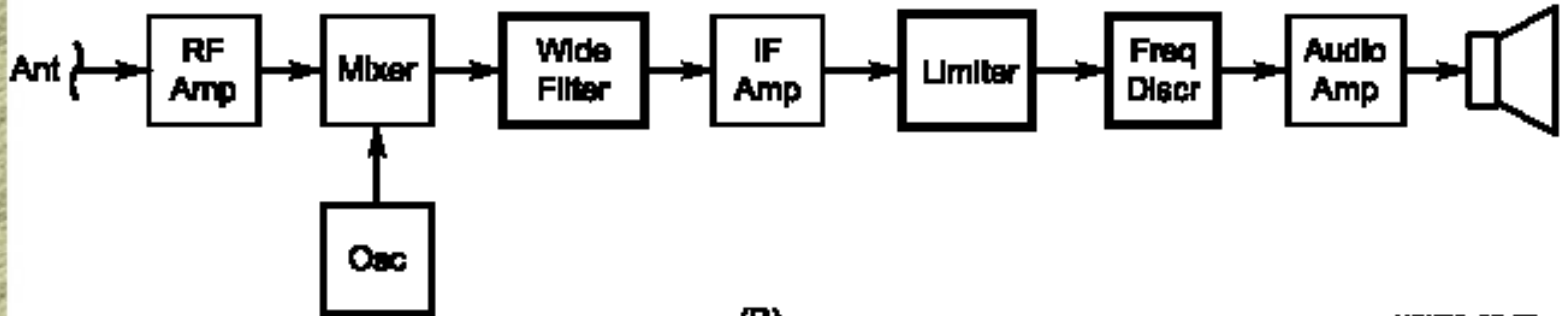 Ant
RF
Amp
Mixer
Wide
Filter
IF
Amp
Limiter
Freq
Discr
Audio
Amp
Osc